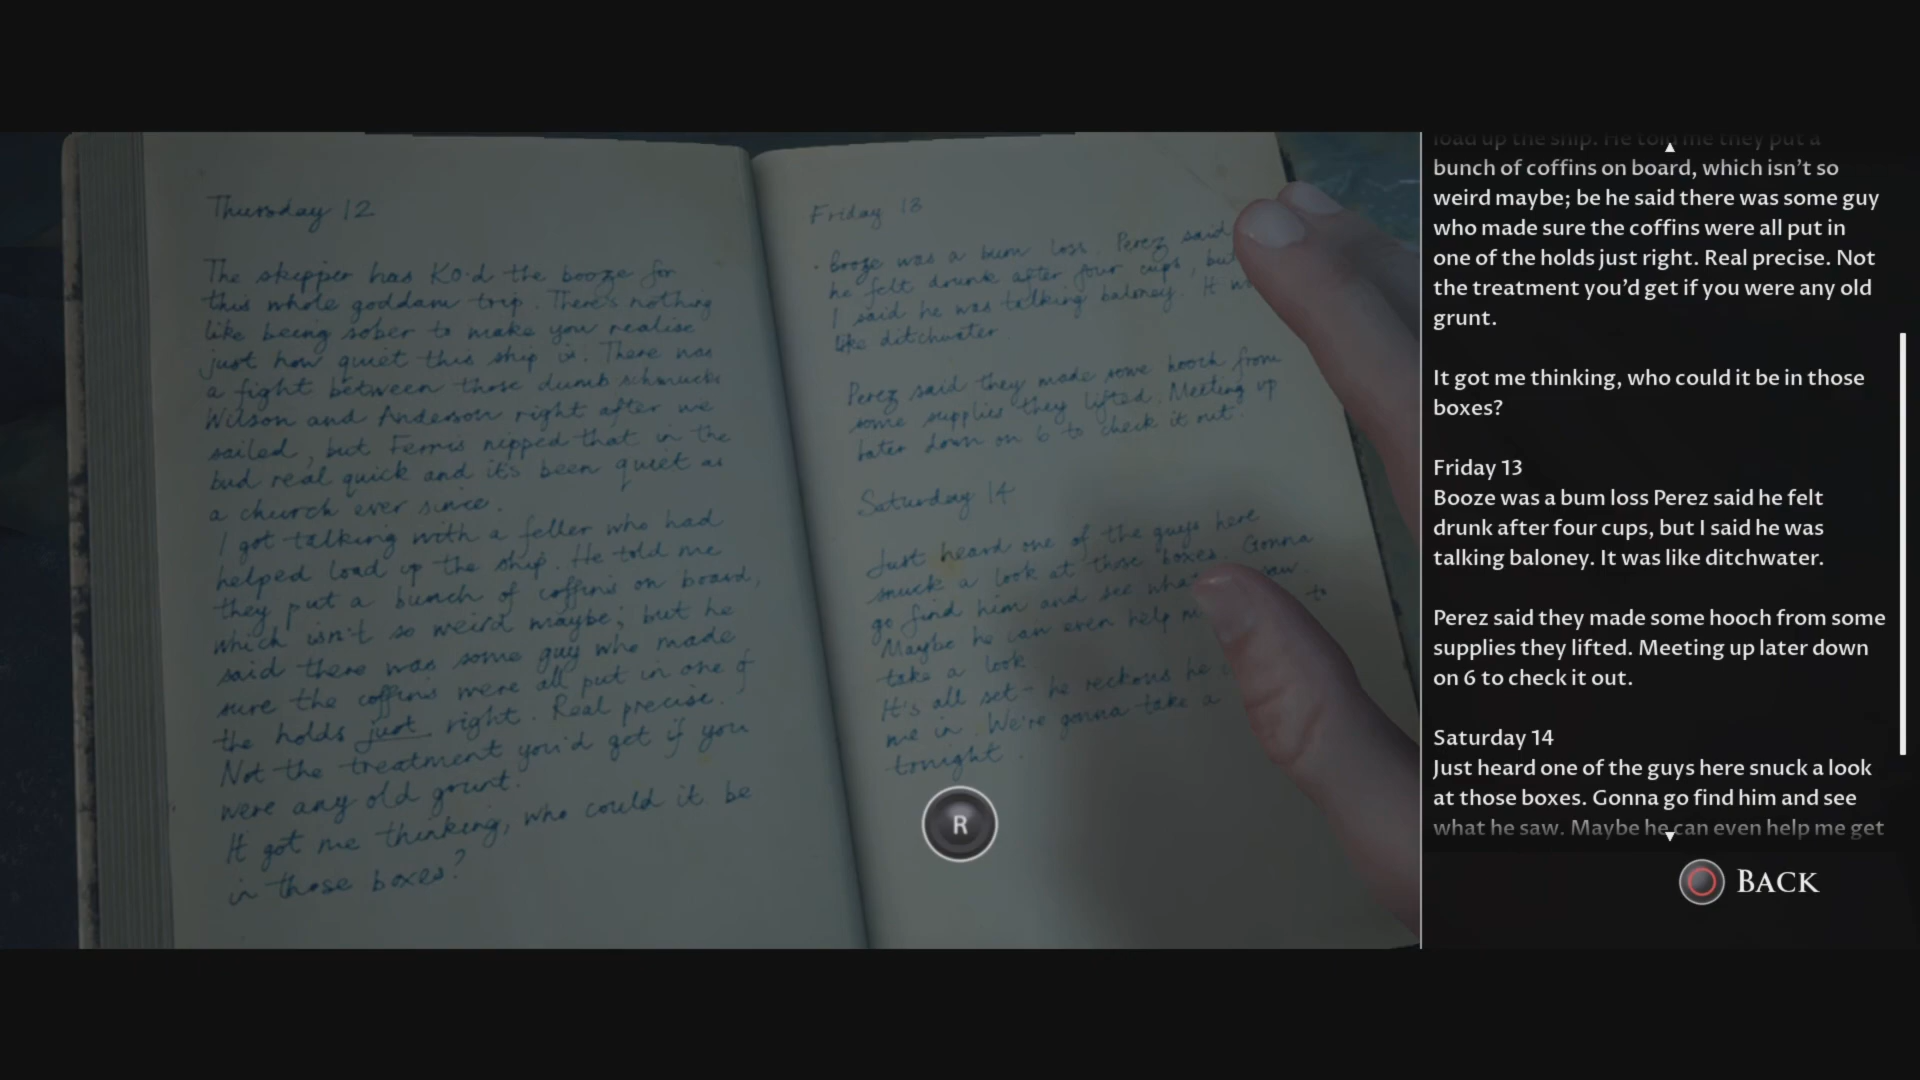 Thursday 12
The skipper has KO'd the booze for
this whole goddam trip. There's nothing
like being sober to make you realise
just how quiet this ship is. There was
a fight between those dumb schmucks
Wilson and Anderson right after we
sailed, but Ferris nipped that in the
bud real quick and it's been quiet as
a church ever since.
I got talking with a feller who had
helped load up the ship. He told me
they put a bunch of coffins on board,
which isn't so weird maybe; but he
said there was some guy who made
sure the coffins were all put in one of
the holds just right. Real precise.
Not the treatment you'd get if you
were any old grunt.
It got me thinking, who could it be
in those boxes?
Friday 13
Booze was a bum loss. Perez said
he felt drunk after four cups, but
I said he was talking baloney. It
like ditchwater.
Perez said they made some hooch from
some supplies they lifted. Meeting up
later down on 6 to check it out.
Saturday 14
Just heard one of the guys here
snuck a look at those boxes. Gonna
go find him and see what saw
Maybe he can even help me to
take a look
It's all set - he reckons he
me in. We're gonna take a
tonight.
R
load up the ship. He told me they put a
bunch of coffins on board, which isn't so
weird maybe; be he said there was some guy
who made sure the coffins were all put in
one of the holds just right. Real precise. Not
the treatment you'd get if you were any old
grunt.
It got me thinking, who could it be in those
boxes?
Friday 13
Booze was a bum loss Perez said he felt
drunk after four cups, but I said he was
talking baloney. It was like ditchwater.
Perez said they made some hooch from some
supplies they lifted. Meeting up later down
on 6 to check it out.
Saturday 14
Just heard one of the guys here snuck a look
at those boxes. Gonna go find him and see
what he saw. Maybe he can even help me get
BACK